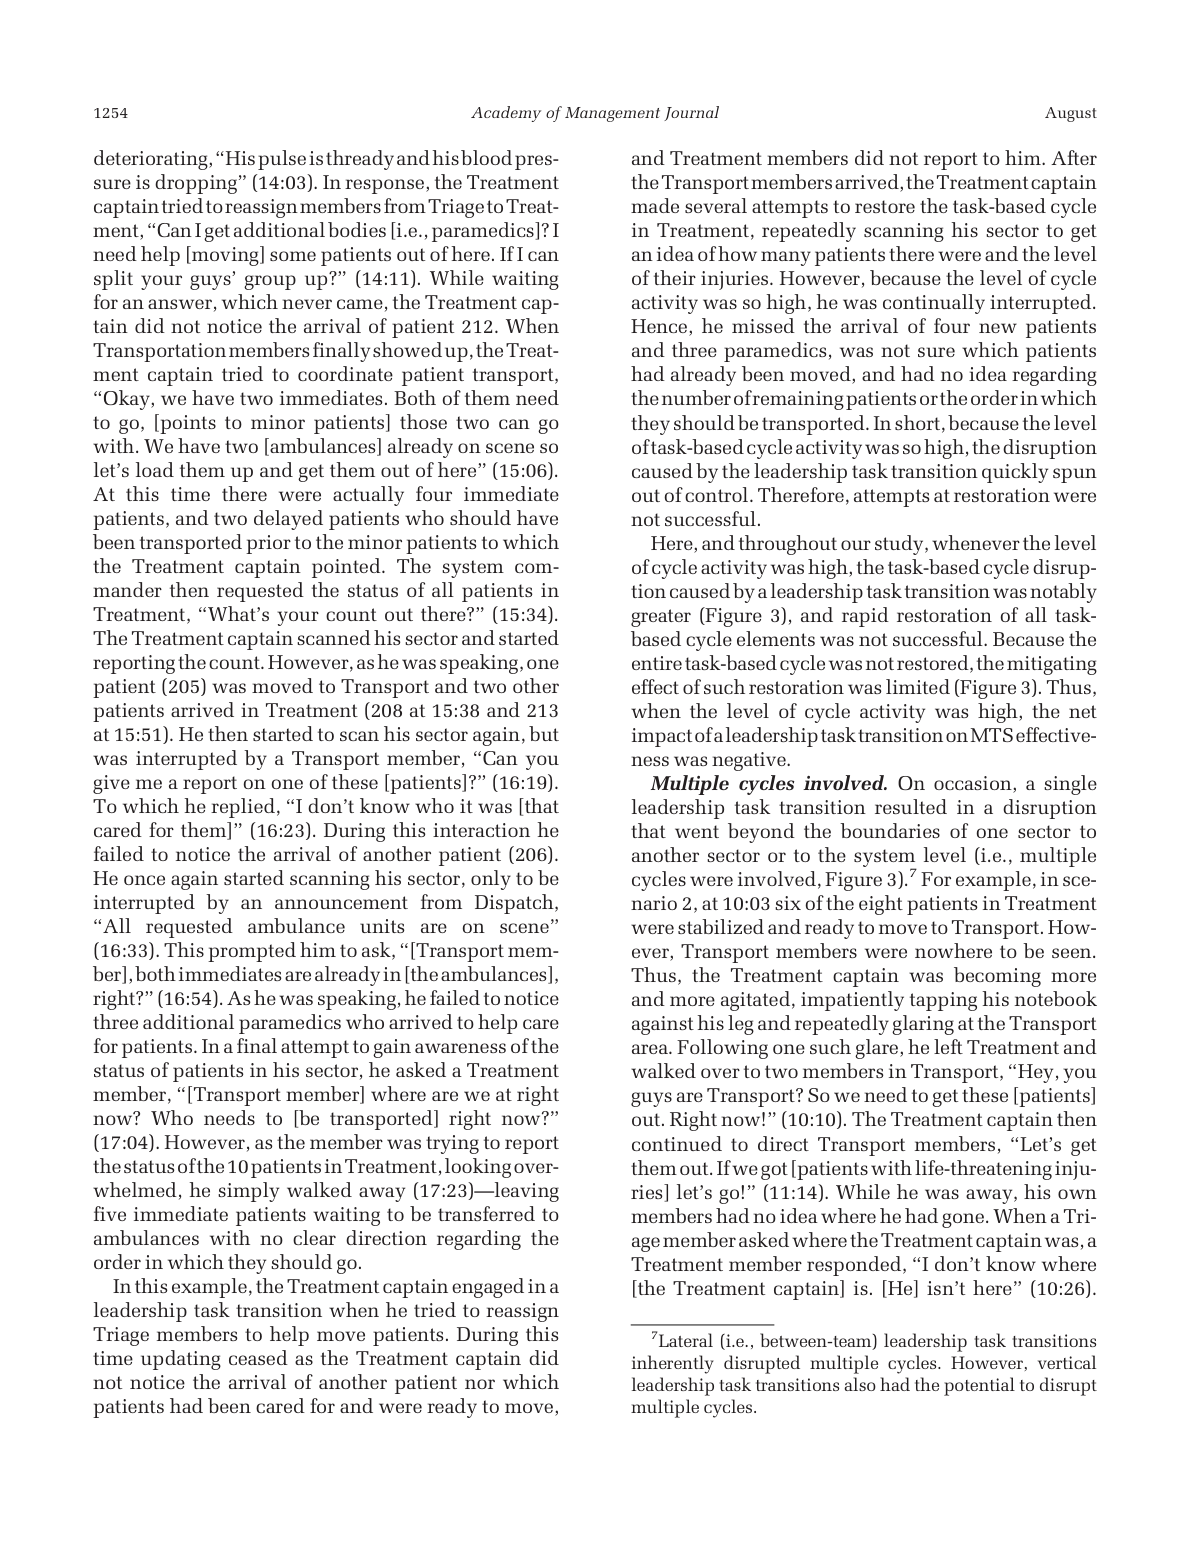 1254
Academy of Management Journal
August
deteriorating, “His pulse is thready and his blood pres-
sure is dropping” (14:03). In response, the Treatment
captain tried to reassign members from Triage to Treat-
ment, “Can I get additional bodies [i.e., paramedics]? I
need help [moving] some patients out of here. If I can
split your guys’ group up?” (14:11). While waiting
for an answer, which never came, the Treatment cap-
tain did not notice the arrival of patient 212. When
Transportation members finally showed up, the Treat-
ment captain tried to coordinate patient transport,
“Okay, we have two immediates. Both of them need
to go, [points to minor patients] those two can go
with. We have two [ambulances] already on scene so
let’s load them up and get them out of here” (15:06).
At this time there were actually four immediate
patients, and two delayed patients who should have
been transported prior to the minor patients to which
the Treatment captain pointed. The system com-
mander then requested the status of all patients in
Treatment, “What’s your count out there?” (15:34).
The Treatment captain scanned his sector and started
reporting the count. However, as he was speaking, one
patient (205) was moved to Transport and two other
patients arrived in Treatment (208 at 15:38 and 213
at 15:51). He then started to scan his sector again, but
was interrupted by a Transport member, “Can you
give me a report on one of these [patients]?” (16:19).
To which he replied, “I don’t know who it was [that
cared for them]” (16:23). During this interaction he
failed to notice the arrival of another patient (206).
He once again started scanning his sector, only to be
interrupted by an announcement from Dispatch,
“All requested ambulance units are on scene”
(16:33). This prompted him to ask, “[Transport mem-
ber], both immediates are already in [the ambulances],
right?” (16:54). As he was speaking, he failed to notice
three additional paramedics who arrived to help care
for patients. In a final attempt to gain awareness of the
status of patients in his sector, he asked a Treatment
member, “[Transport member] where are we at right
now? Who needs to [be transported] right now?”
(17:04). However, as the member was trying to report
the status of the 10 patients in Treatment, looking over-
whelmed, he simply walked away (17:23)—leaving
five immediate patients waiting to be transferred to
ambulances with no clear direction regarding the
order in which they should go.
In this example, the Treatment captain engaged in a
leadership task transition when he tried to reassign
Triage members to help move patients. During this
time updating ceased as the Treatment captain did
not notice the arrival of another patient nor which
patients had been cared for and were ready to move,
and Treatment members did not report to him. After
the Transport members arrived, the Treatment captain
made several attempts to restore the task-based cycle
in Treatment, repeatedly scanning his sector to get
an idea of how many patients there were and the level
of their injuries. However, because the level of cycle
activity was so high, he was continually interrupted.
Hence, he missed the arrival of four new patients
and three paramedics, was not sure which patients
had already been moved, and had no idea regarding
the number of remaining patients or the order in which
they should be transported. In short, because the level
of task-based cycle activity was so high, the disruption
caused by the leadership task transition quickly spun
out of control. Therefore, attempts at restoration were
not successful.
Here, and throughout our study, whenever the level
of cycle activity was high, the task-based cycle disrup-
tion caused by a leadership task transition was notably
greater (Figure 3), and rapid restoration of all task-
based cycle elements was not successful. Because the
entire task-based cycle was not restored, the mitigating
effect of such restoration was limited (Figure 3). Thus,
when the level of cycle activity was high, the net
impact of a leadership task transition on MTS effective-
ness was negative.
Multiple cycles involved. On occasion, a single
leadership task transition resulted in a disruption
that went beyond the boundaries of one sector to
another sector or to the system level (i.e., multiple
cycles were involved, Figure 3).7 For example, in sce-
nario 2, at 10:03 six of the eight patients in Treatment
were stabilized and ready to move to Transport. How-
ever, Transport members were nowhere to be seen.
Thus, the Treatment captain was becoming more
and more agitated, impatiently tapping his notebook
against his leg and repeatedly glaring at the Transport
area. Following one such glare, he left Treatment and
walked over to two members in Transport, “Hey, you
guys are Transport? So we need to get these [patients]
out. Right now!” (10:10). The Treatment captain then
continued to direct Transport members, “Let’s get
them out. If we got [patients with life-threatening inju-
ries] let’s go!” (11:14). While he was away, his own
members had no idea where he had gone. When a Tri-
age member asked where the Treatment captain was, a
Treatment member responded, “I don’t know where
[the Treatment captain] is. [He] isn’t here” (10:26).
7Lateral (i.e., between-team) leadership task transitions
inherently disrupted multiple cycles. However, vertical
leadership task transitions also had the potential to disrupt
multiple cycles.